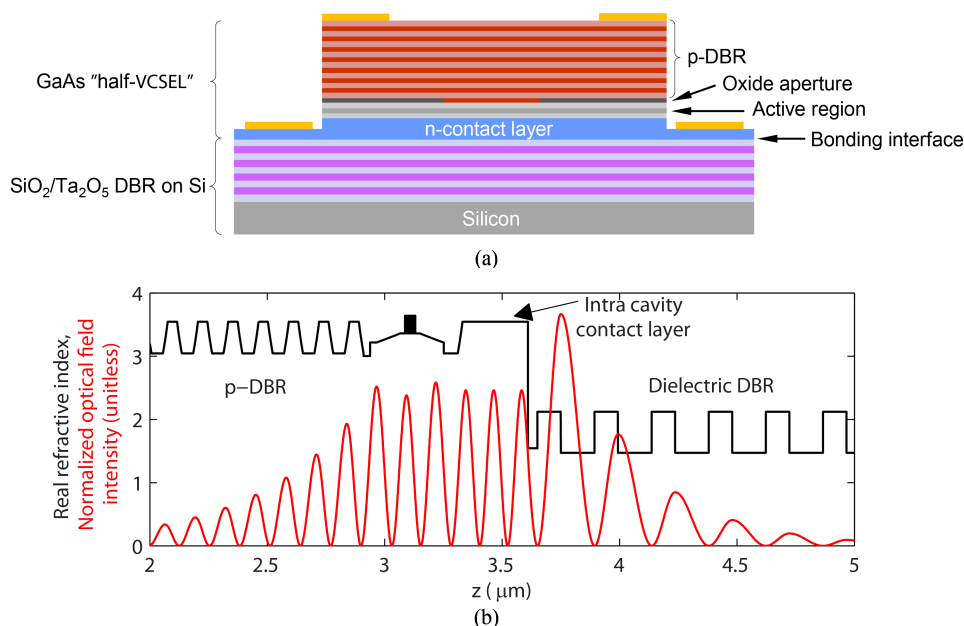 GaAs "half-VCSEL"
SiO2/Ta2O5 DBR on Si
p-DBR
Oxide aperture
Active region
n-contact layer
Bonding interface
Silicon
(a)
Real refractive index,
Normalized optical field
intensity (unitless)
4
3
2
1
0
Intra cavity
contact layer
p–DBR
Dielectric DBR
2
2.5
3
3.5
4
4.5
5
z ( μm)
(b)